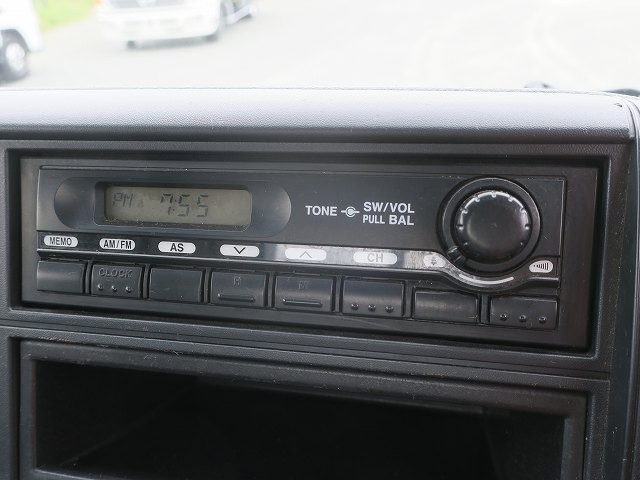 PM 7:55
TONE SW/VOL
PULL BAL
MEMO AM/FM AS CH
CLOCK